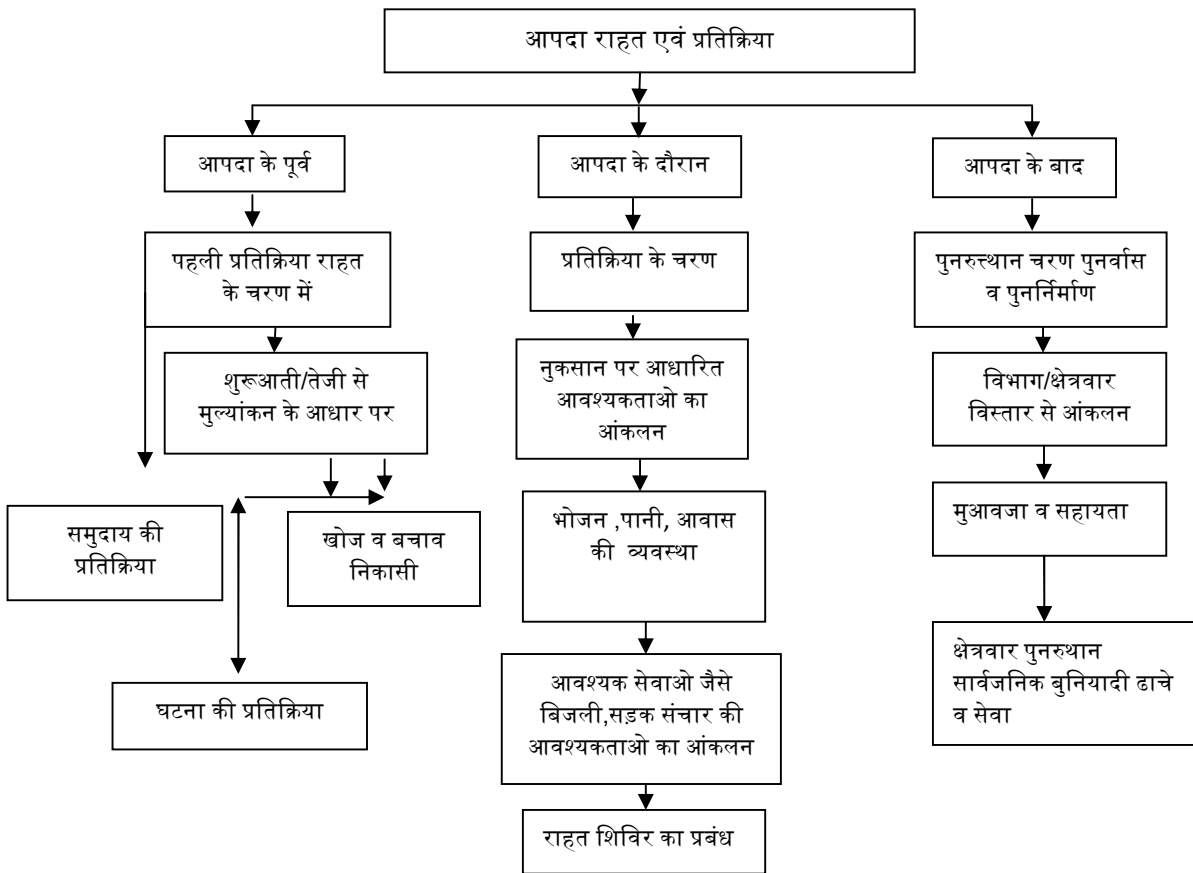 आपदा राहत एवं प्रतिक्रिया
आपदा के पूर्व
पहली प्रतिक्रिया राहत
के चरण में
शुरूआती/तेजी से
मुल्यांकन के आधार पर
समुदाय की
प्रतिक्रिया
खोज व बचाव
निकासी
घटना की प्रतिक्रिया
आपदा के दौरान
प्रतिक्रिया के चरण
नुकसान पर आधारित
आवश्यकताओ का
आंकलन
भोजन ,पानी, आवास
की व्यवस्था
आवश्यक सेवाओ जैसे
बिजली,सड़क संचार की
आवश्यकताओ का आंकलन
राहत शिविर का प्रबंध
आपदा के बाद
पुनरुत्त्थान चरण पुनर्वास
व पुनर्निर्माण
विभाग/क्षेत्रवार
विस्तार से आंकलन
मुआवजा व सहायता
क्षेत्रवार पुनरुथान
सार्वजनिक बुनियादी ढाचे
व सेवा